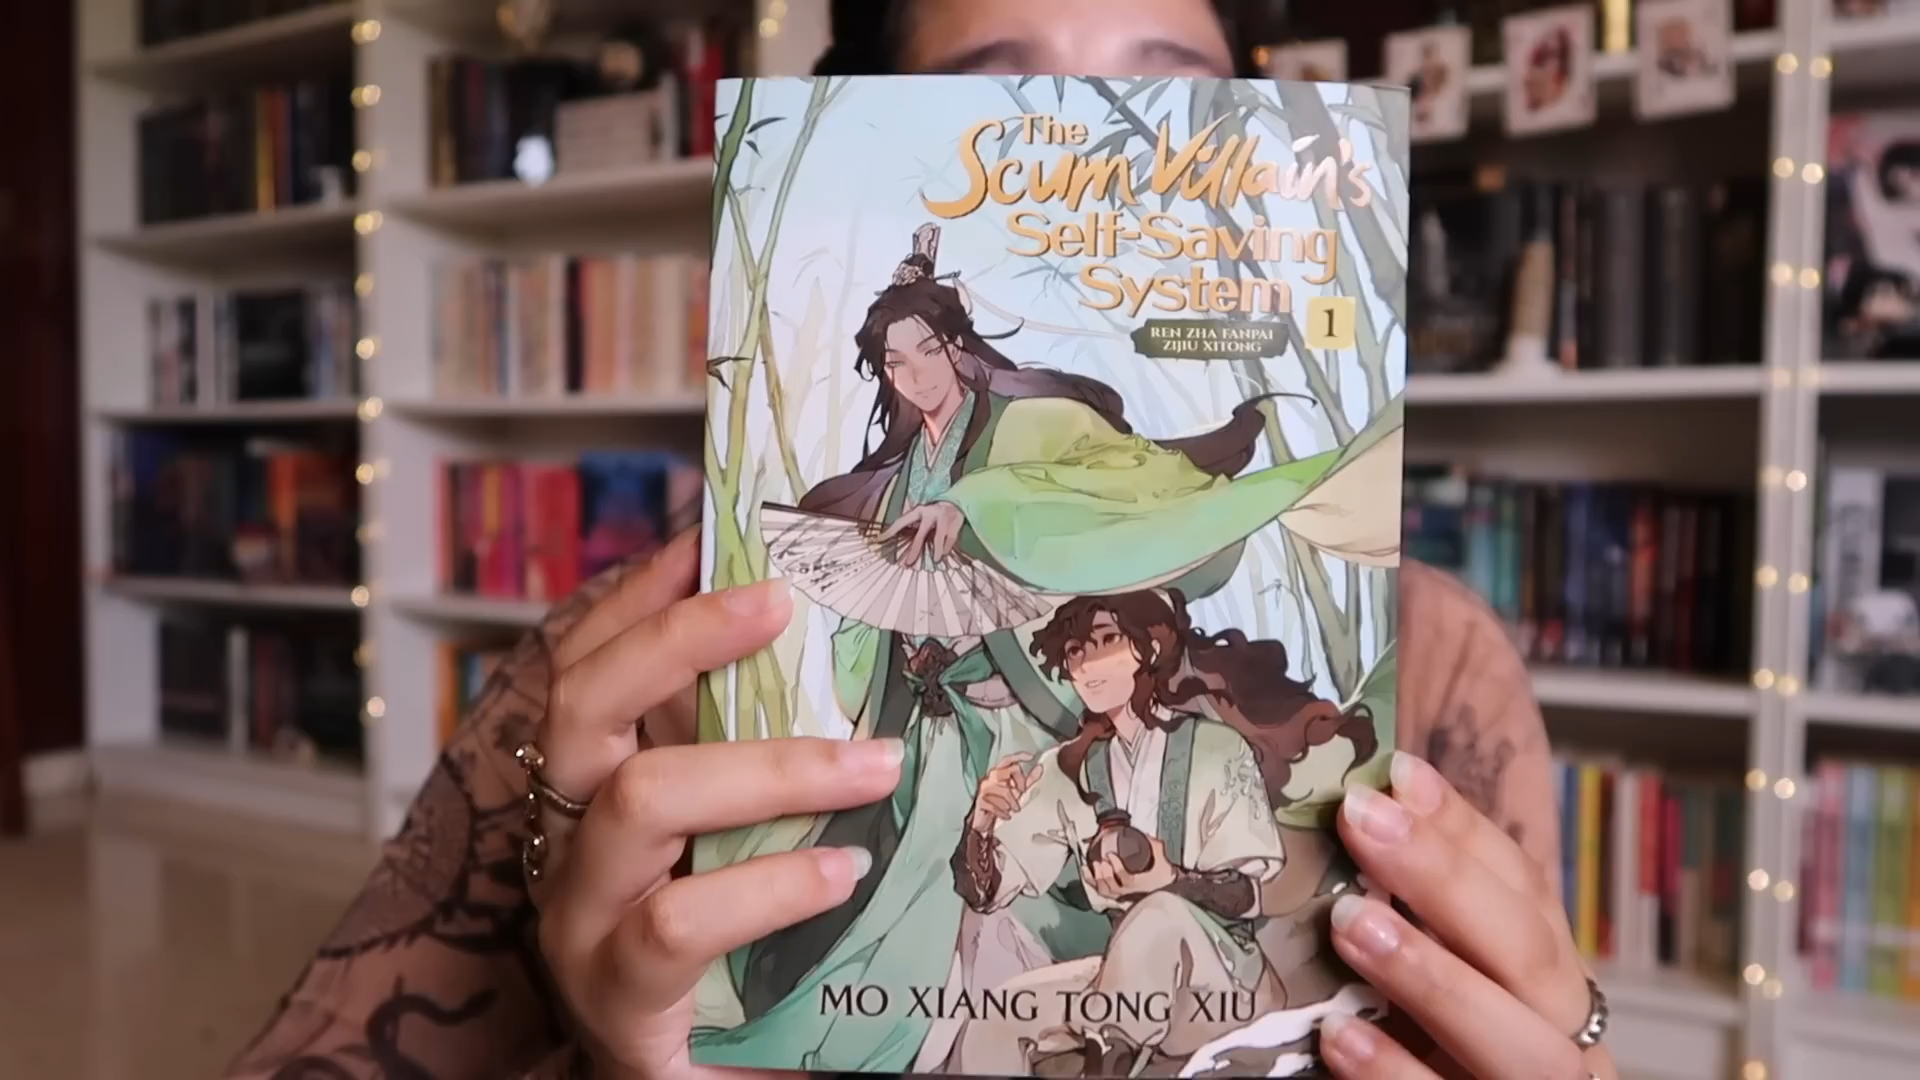 The
Scum Villain's
Self-Saving
System
1
REN ZHA FANPAI
ZIJIU XITONG
MO XIANG TONG XIU